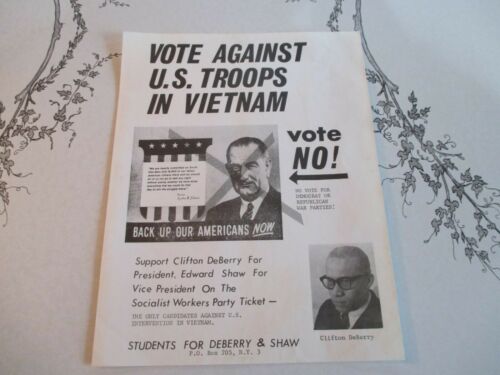 VOTE AGAINST
U.S. TROOPS
IN VIETNAM
vote
NO!
NO VOTE FOR
DEMOCRAT OR
REPUBLICAN
WAR PARTIES!
BACK UP OUR AMERICANS NOW
Support Clifton DeBerry For
President, Edward Shaw For
Vice President On The
Socialist Workers Party Ticket —
THE ONLY CANDIDATES AGAINST U.S.
INTERVENTION IN VIETNAM.
Clifton DeBerry
STUDENTS FOR DEBERRY & SHAW
P.O. Box 705, N.Y. 3